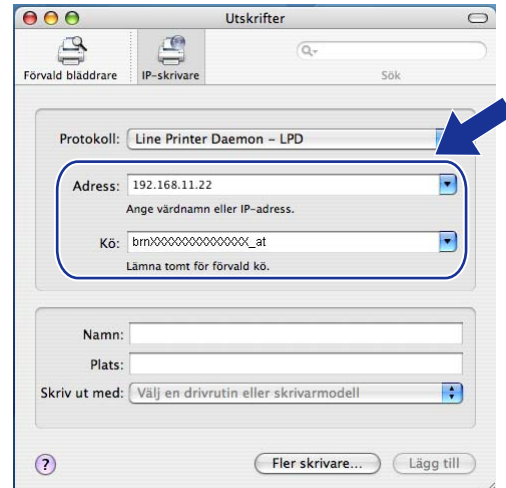 Utskrifter
Förvald bläddrare IP-skrivare Sök
Protokoll: Line Printer Daemon – LPD
Adress: 192.168.11.22
Ange värdnamn eller IP-adress.
Kö: brnXXXXXXXXXXXX_at
Lämna tomt för förvald kö.
Namn:
Plats:
Skriv ut med: Välj en drivrutin eller skrivarmodell
? Fler skrivare... Lägg till